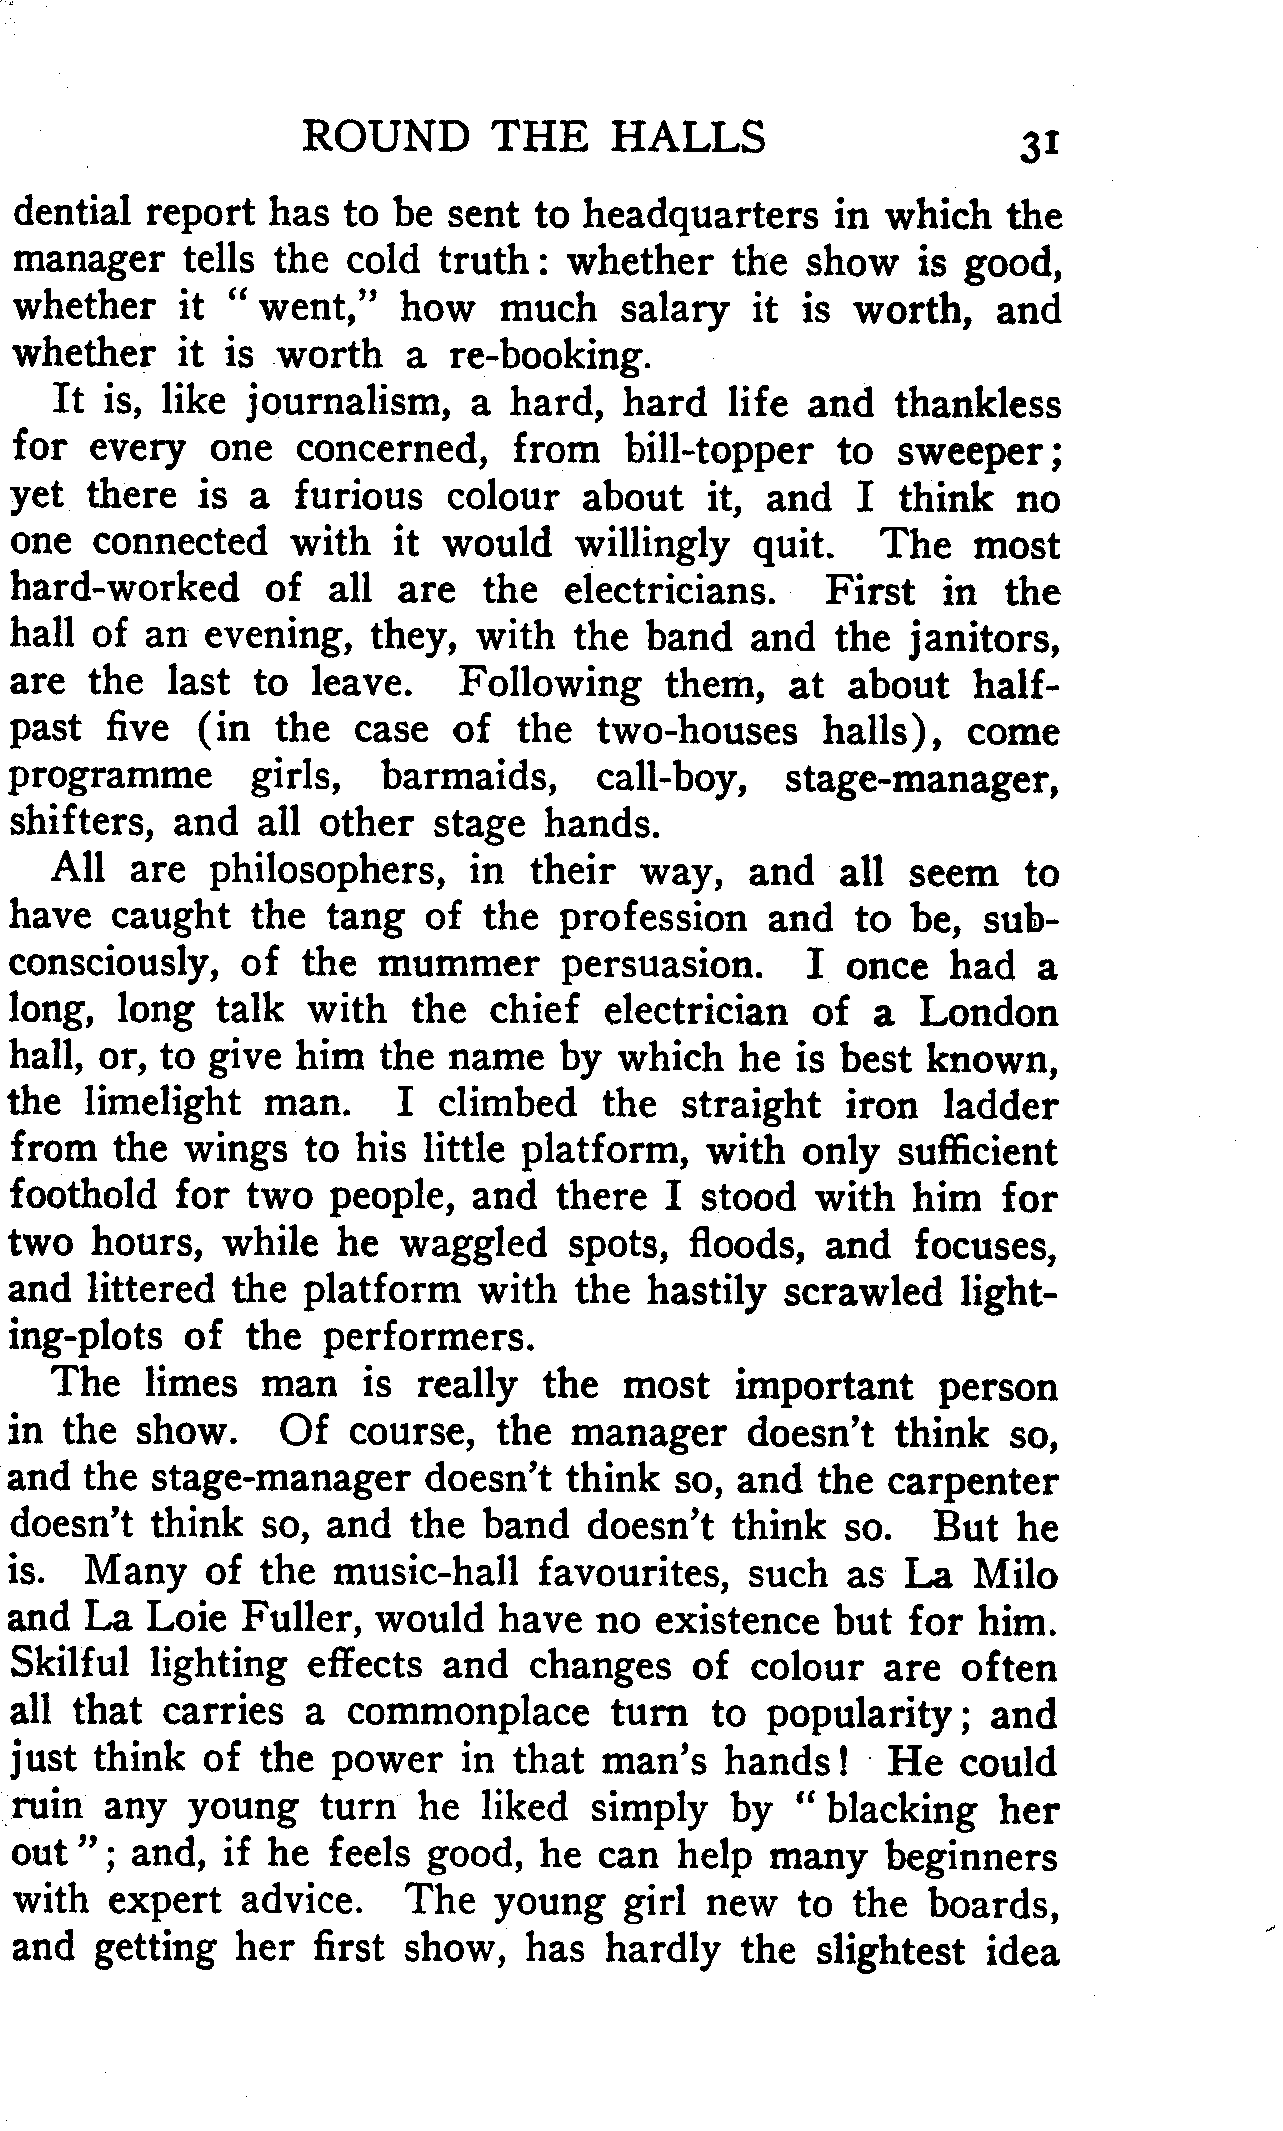 ROUND THE HALLS 31
dential report has to be sent to headquarters in which the
manager tells the cold truth: whether the show is good,
whether it "went," how much salary it is worth, and
whether it is worth a re-booking.
It is, like journalism, a hard, hard life and thankless
for every one concerned, from bill-topper to sweeper;
yet there is a furious colour about it, and I think no
one connected with it would willingly quit. The most
hard-worked of all are the electricians. First in the
hall of an evening, they, with the band and the janitors,
are the last to leave. Following them, at about half-
past five (in the case of the two-houses halls), come
programme girls, barmaids, call-boy, stage-manager,
shifters, and all other stage hands.
All are philosophers, in their way, and all seem to
have caught the tang of the profession and to be, sub-
consciously, of the mummer persuasion. I once had a
long, long talk with the chief electrician of a London
hall, or, to give him the name by which he is best known,
the limelight man. I climbed the straight iron ladder
from the wings to his little platform, with only sufficient
foothold for two people, and there I stood with him for
two hours, while he waggled spots, floods, and focuses,
and littered the platform with the hastily scrawled light-
ing-plots of the performers.
The limes man is really the most important person
in the show. Of course, the manager doesn't think so,
and the stage-manager doesn't think so, and the carpenter
doesn't think so, and the band doesn't think so. But he
is. Many of the music-hall favourites, such as La Milo
and La Loie Fuller, would have no existence but for him.
Skilful lighting effects and changes of colour are often
all that carries a commonplace turn to popularity; and
just think of the power in that man's hands! He could
ruin any young turn he liked simply by "blacking her
out"; and, if he feels good, he can help many beginners
with expert advice. The young girl new to the boards,
and getting her first show, has hardly the slightest idea